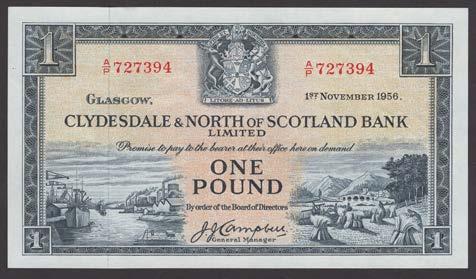 1 1
A/P 727394 A/P 727394
LITORE AD LITUS
GLASGOW, 1ST NOVEMBER 1956.
CLYDESDALE & NORTH OF SCOTLAND BANK
LIMITED
Promise to pay to the bearer at their office here on demand
ONE
POUND
By order of the Board of Directors
J.J. Campbell
General Manager
1 1